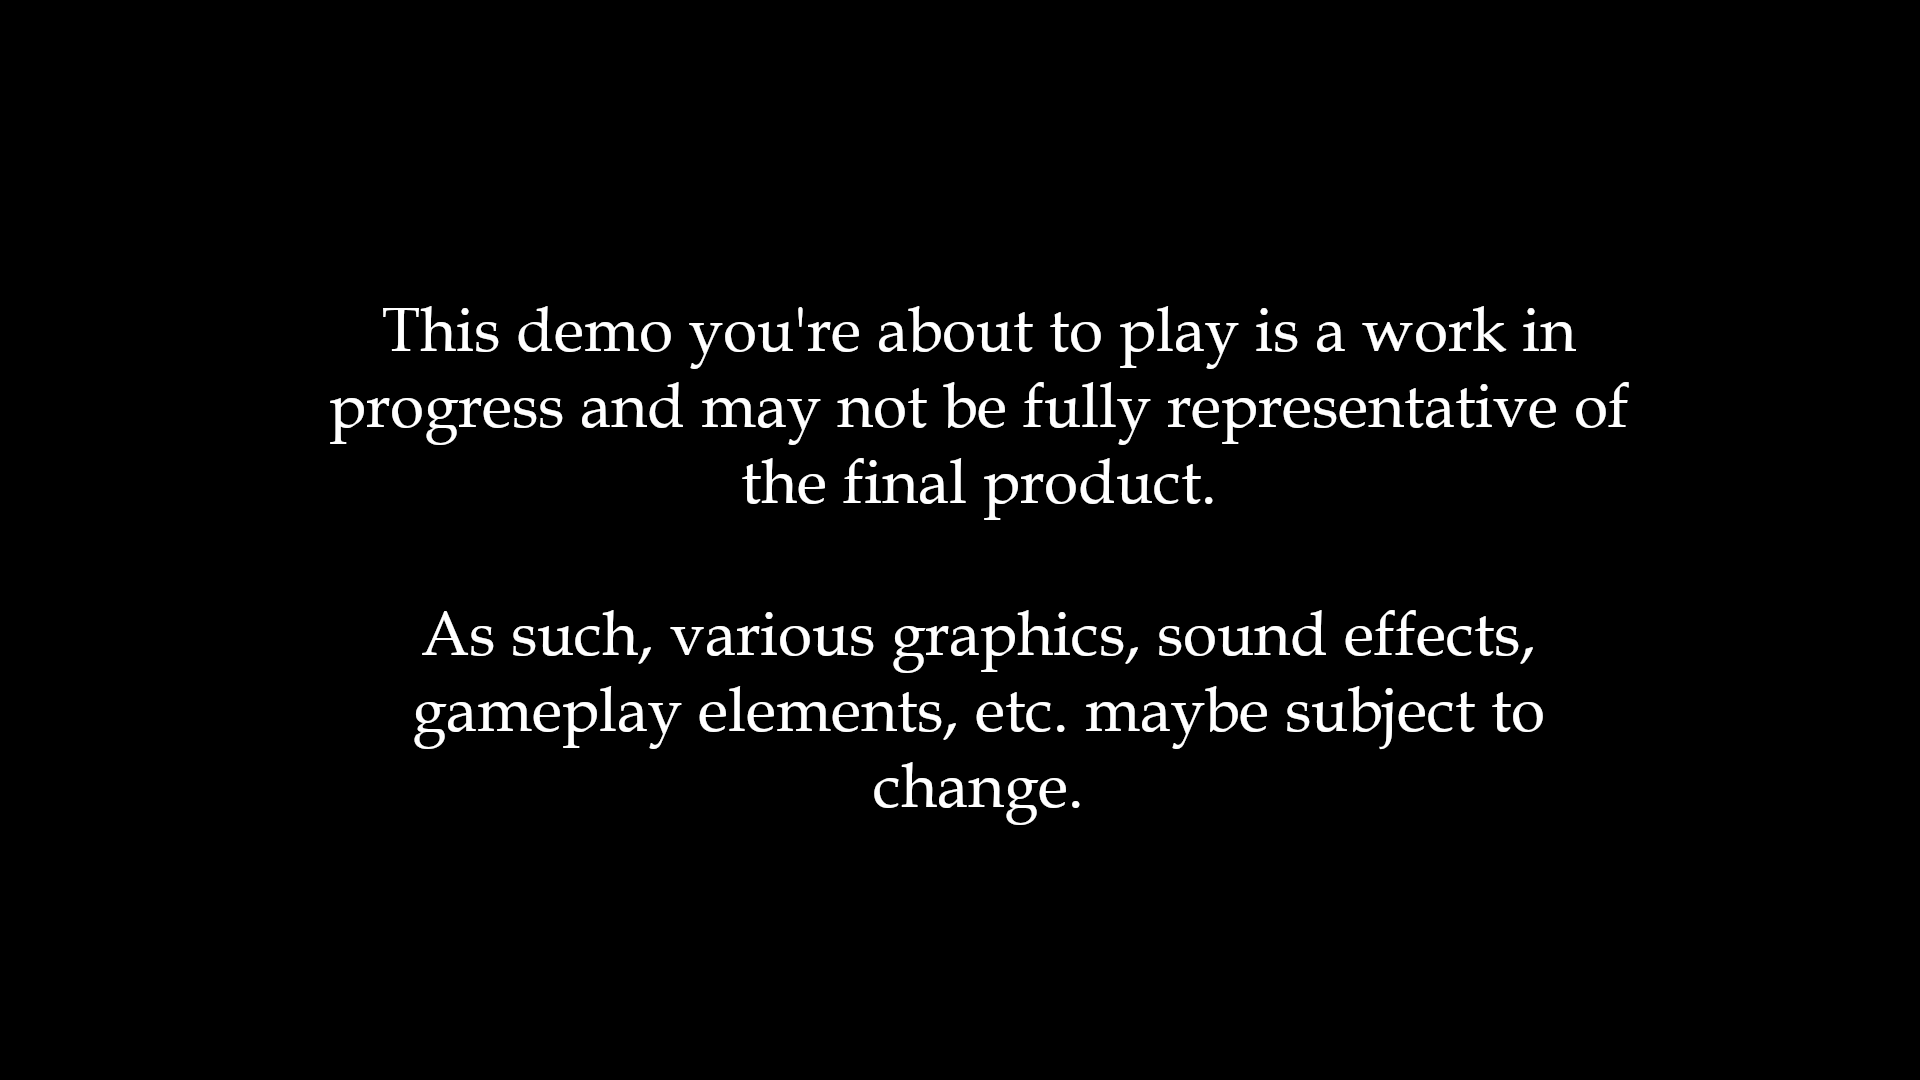 This demo you're about to play is a work in
progress and may not be fully representative of
the final product.
As such, various graphics, sound effects,
gameplay elements, etc. maybe subject to
change.